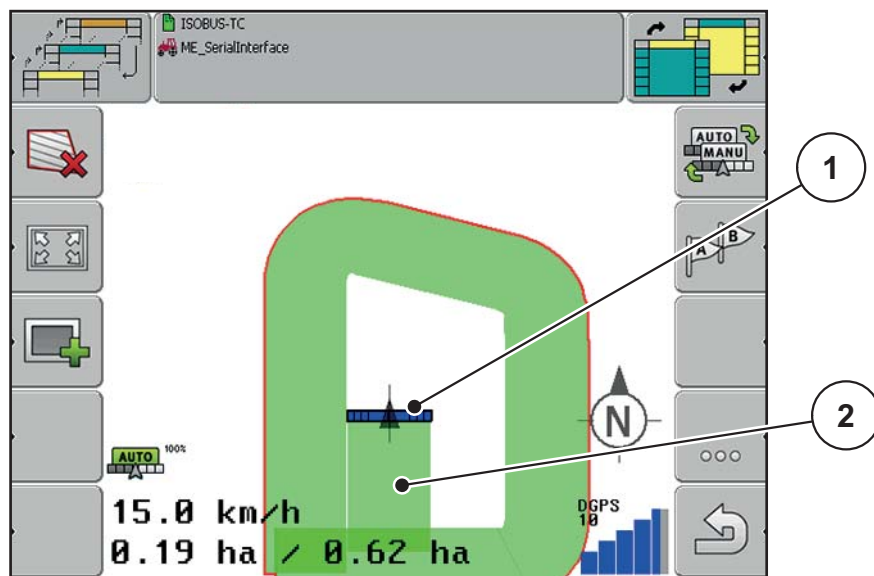 ISOBUS-TC
ME_SerialInterface
AUTO
MANU
1
A B
N
2
AUTO 100%
15.0 km/h
DGPS
10
0.19 ha / 0.62 ha